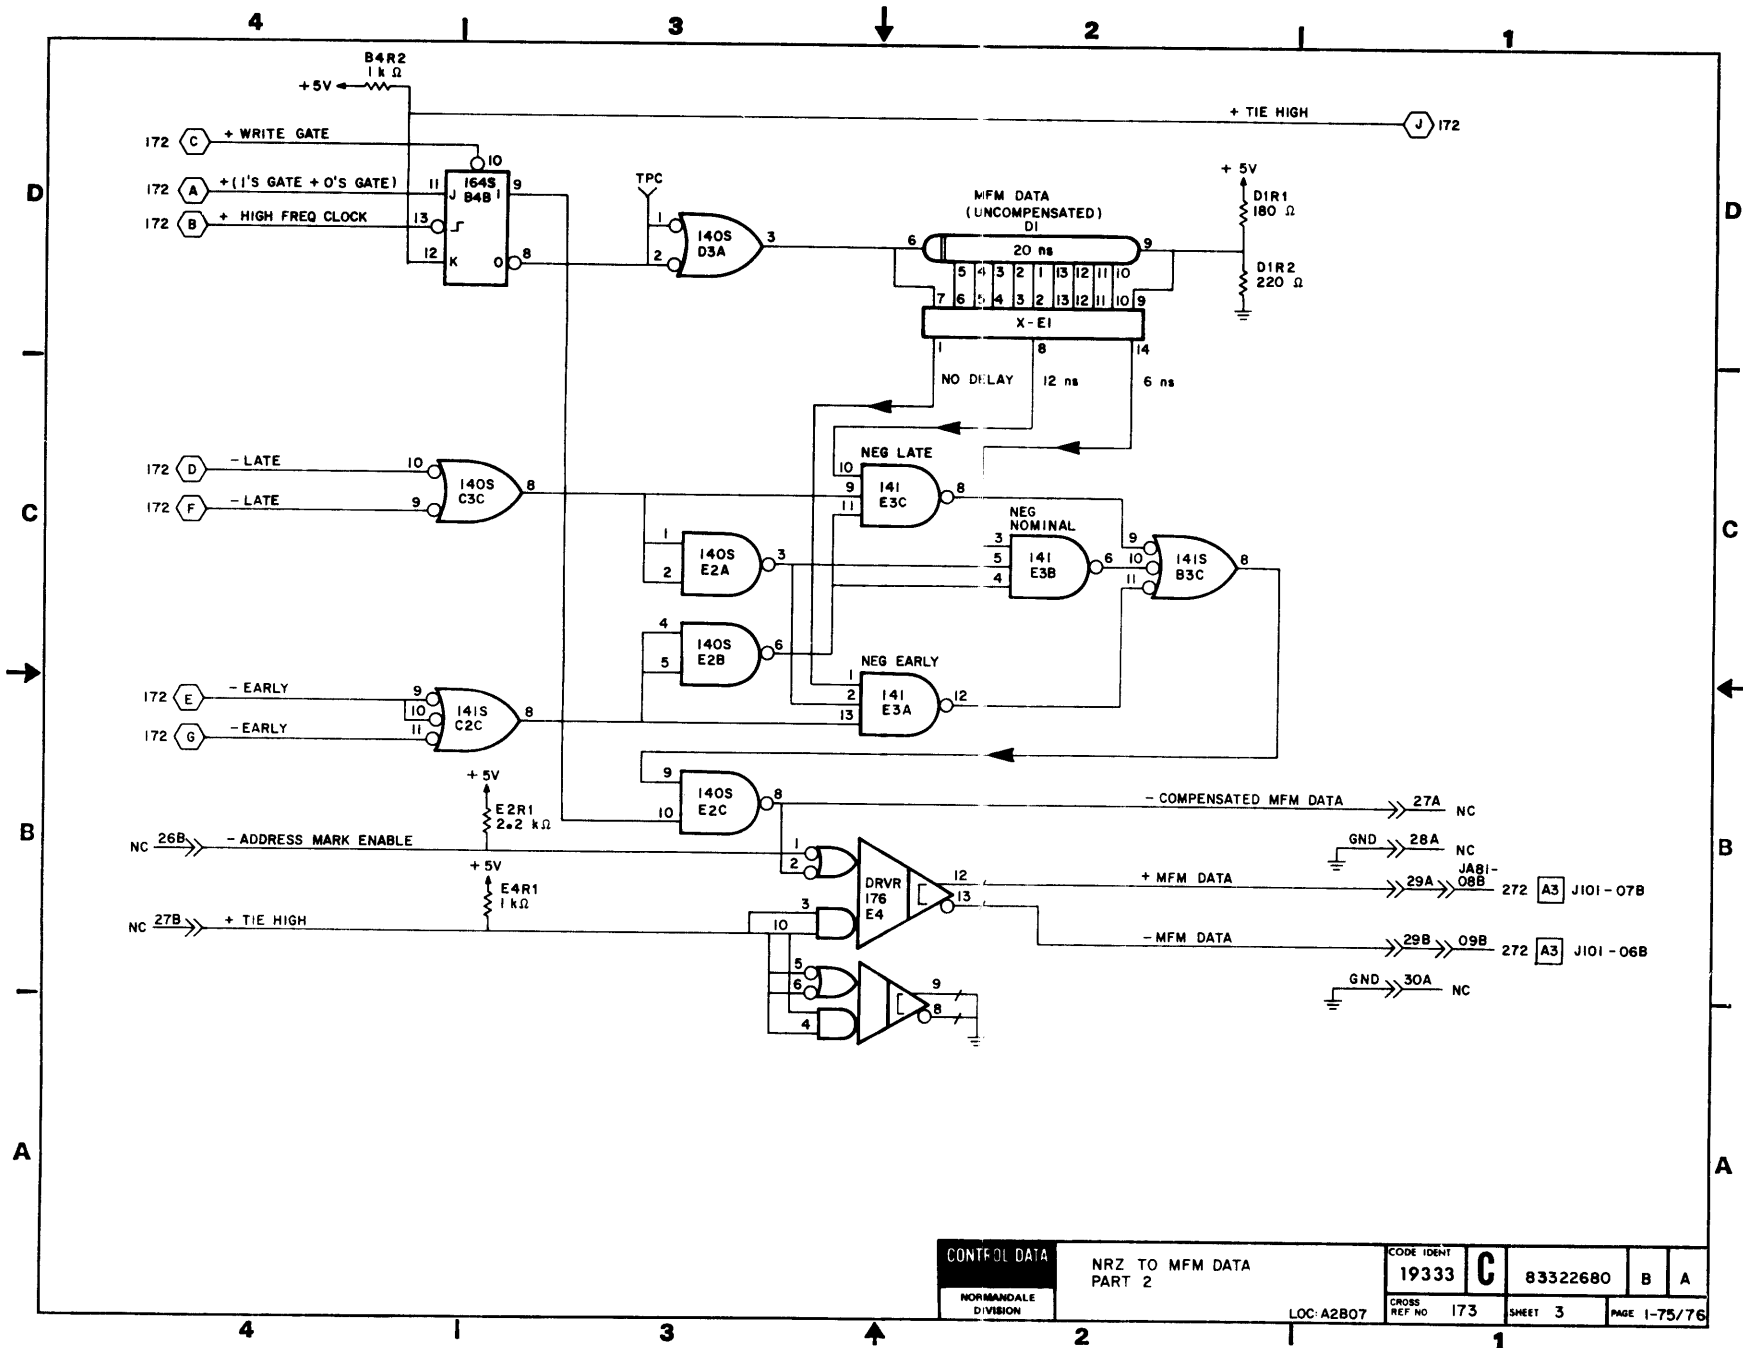 4 3 2 1
B4R2
1 k Ω
+5V
+ TIE HIGH
J 172
172 C + WRITE GATE
10
172 A +(1'S GATE + 0'S GATE) 11 J 164S B4B 1 9
172 B + HIGH FREQ CLOCK 13
12 K 0 8
TPC
1
2
140S
D3A
3
MFM DATA
(UNCOMPENSATED)
D1
6 20 ns 9
5 4 3 2 1 13 12 11 10
7 6 5 4 3 2 13 12 11 10 9
X-E1
1 8 14
NO DELAY 12 ns 6 ns
+ 5V
D1R1
180 Ω
D1R2
220 Ω
D D
172 D - LATE 10
172 F - LATE 9
140S
C3C
8
NEG LATE
10
9
11
141
E3C
8
1
2
140S
E2A
3
NEG
NOMINAL
3
5
4
141
E3B
6
9
10
11
141S
B3C
8
C C
4
5
140S
E2B
6
NEG EARLY
1
2
13
141
E3A
12
172 E - EARLY 9
10
172 G -EARLY 11
141S
C2C
8
+ 5V
E2R1
2.2 kΩ
9
10
140S
E2C
8
- COMPENSATED MFM DATA 27A NC
NC 26B - ADDRESS MARK ENABLE
1
2
GND 28A NC
B B
+5V
E4R1
1 kΩ
DRVR
176
E4
12
13
+ MFM DATA 29A JA81-
08B 272 A3 J101-07B
NC 27B + TIE HIGH
3
10
-MFM DATA 29B 09B 272 A3 J101-06B
5
6
4
9
8
GND 30A NC
A A
CONTROL DATA
NORMANDALE
DIVISION
NRZ TO MFM DATA
PART 2
LOC: A2B07
CODE IDENT
19333 C 83322680 B A
CROSS
REF NO 173 SHEET 3 PAGE 1-75/76
4 3 2 1